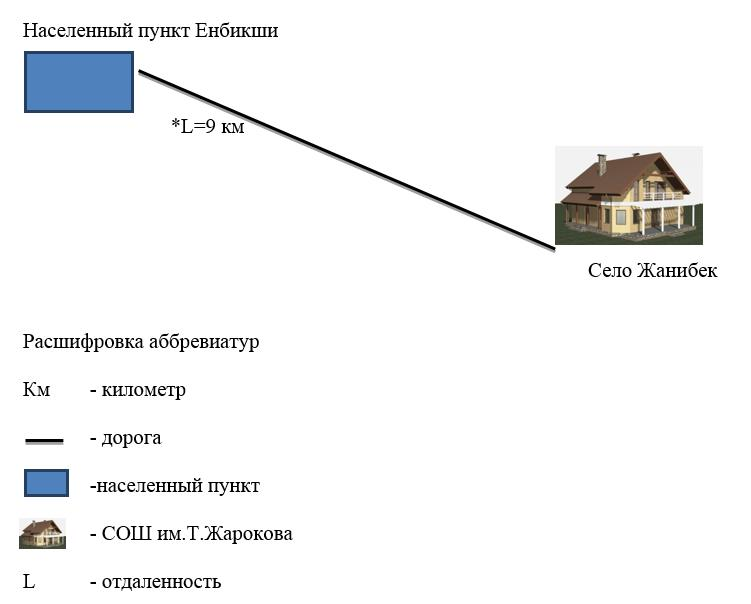 Населенный пункт Енбикши
*L=9 км
Село Жанибек
Расшифровка аббревиатур
Км - километр
- дорога
-населенный пункт
- СОШ им.Т.Жарокова
L - отдаленность